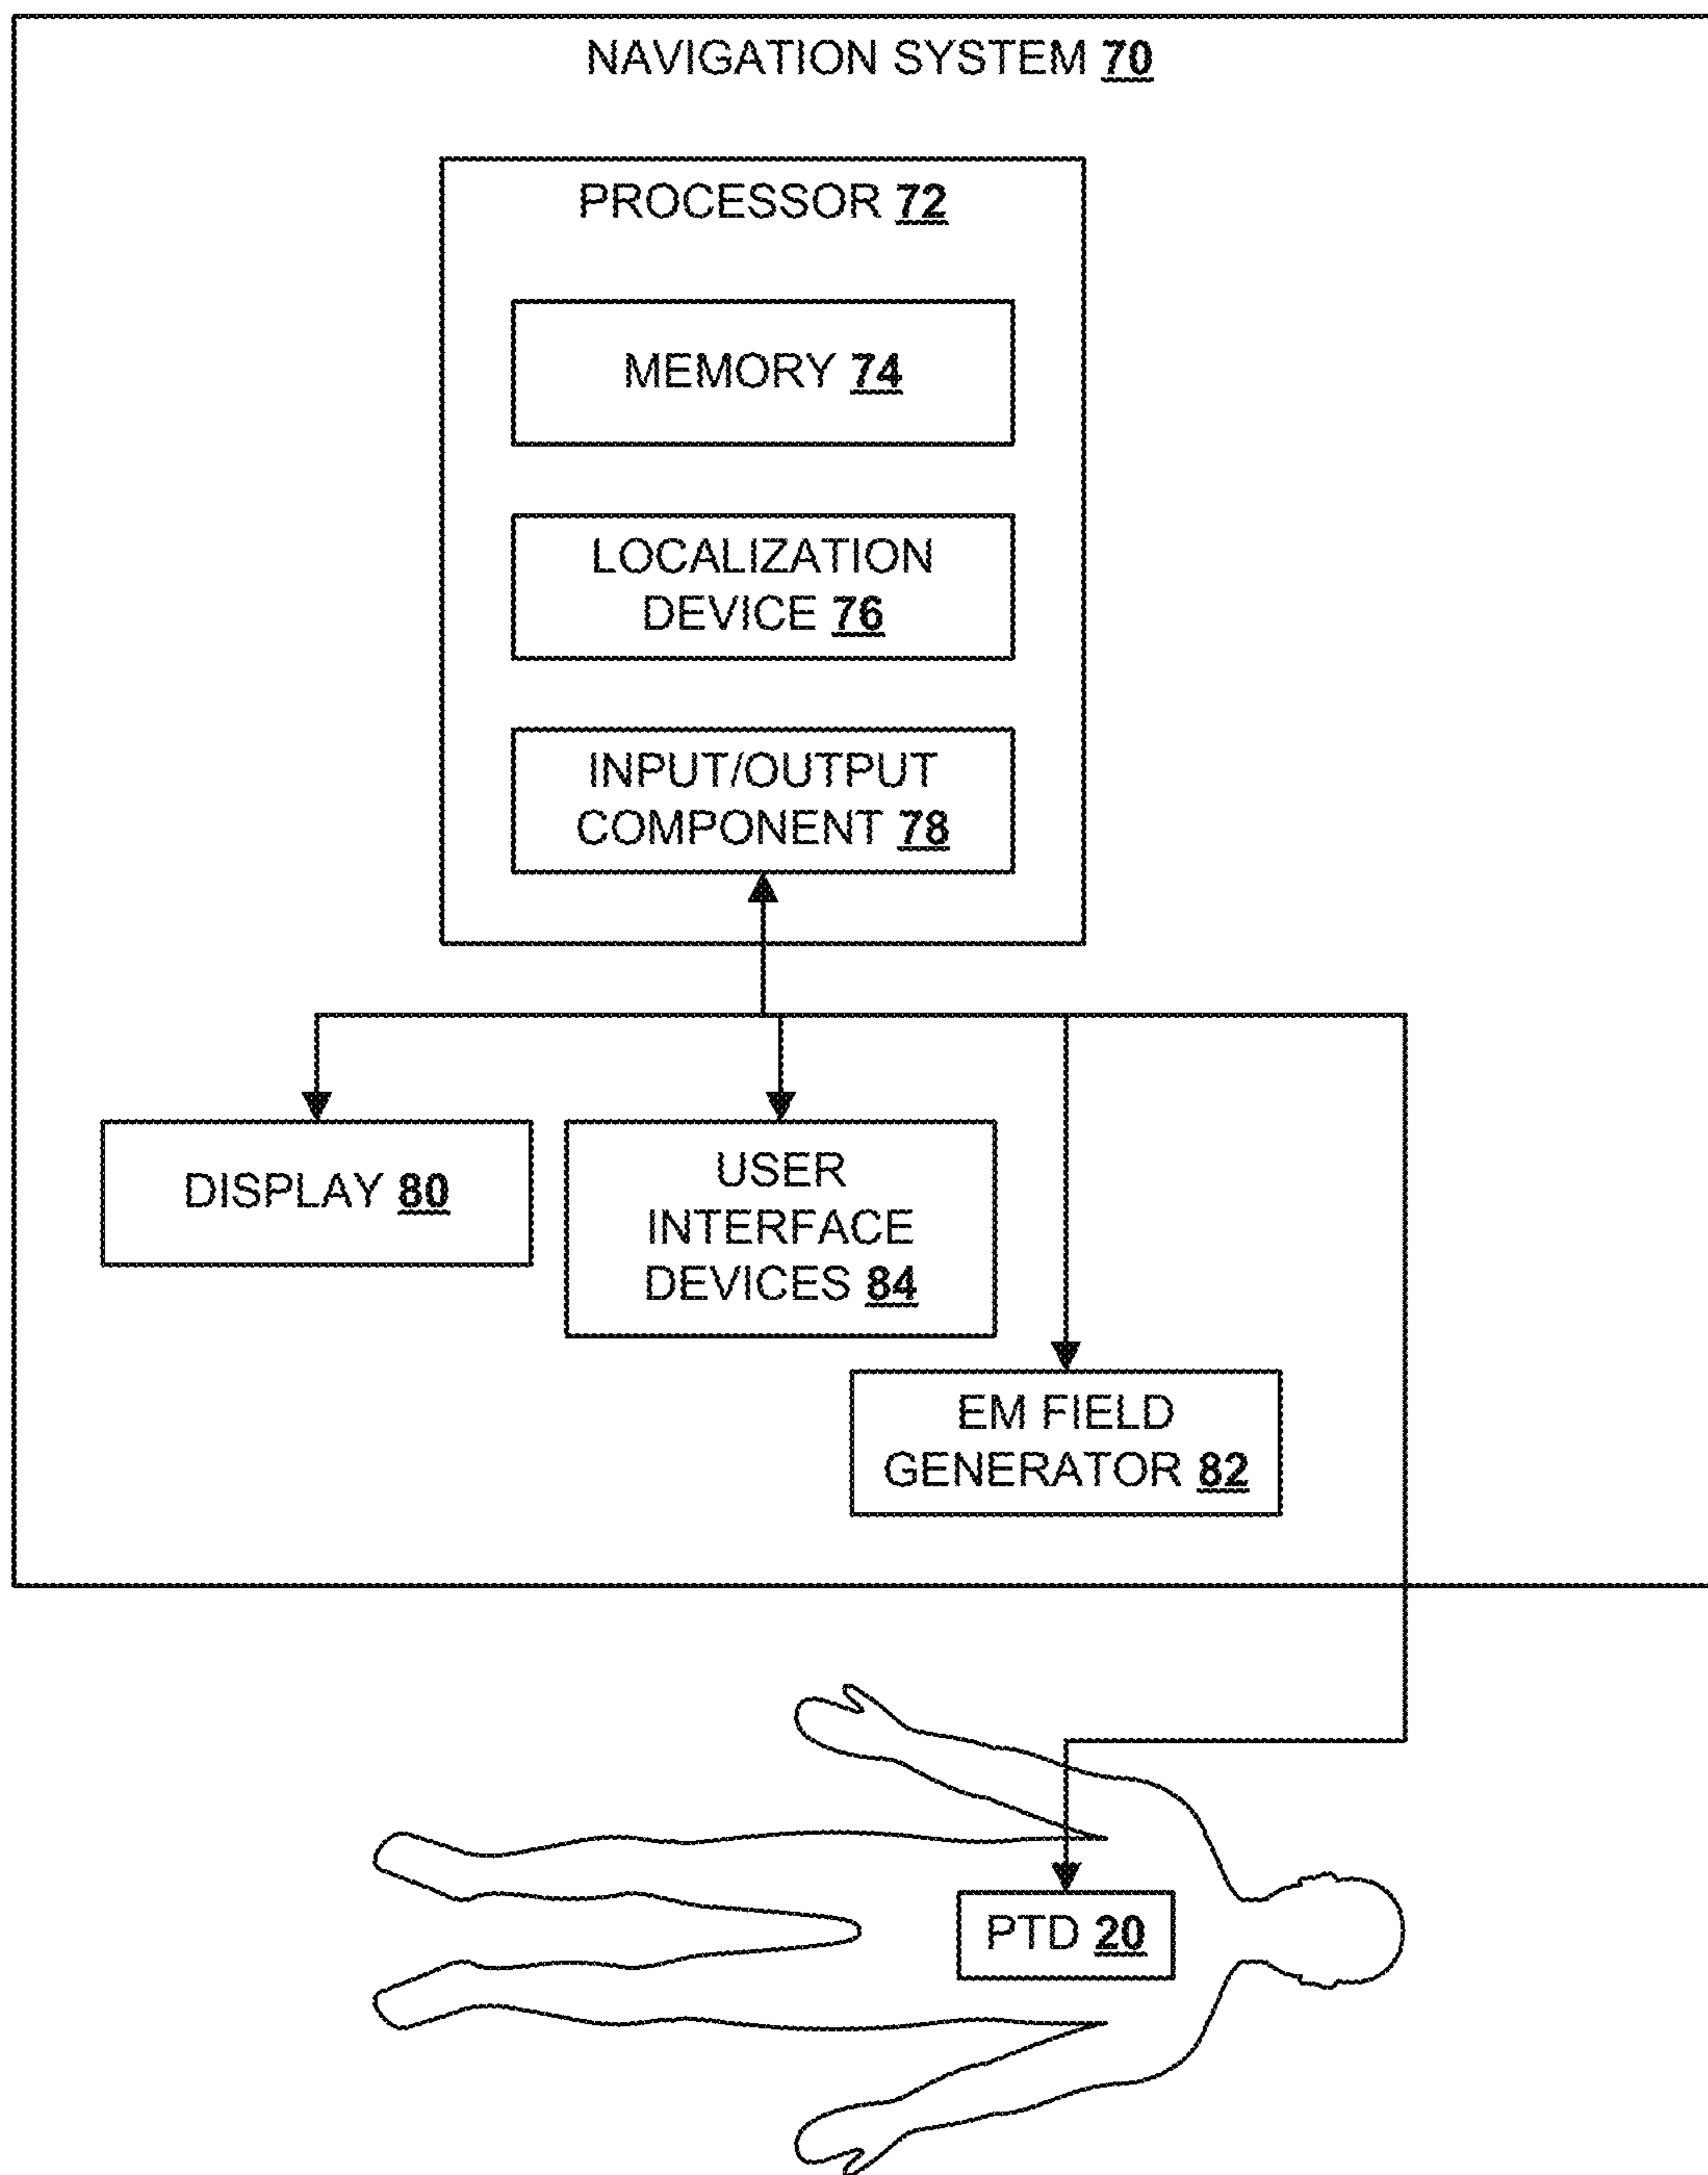 NAVIGATION SYSTEM 70
PROCESSOR 72
MEMORY 74
LOCALIZATION
DEVICE 76
INPUT/OUTPUT
COMPONENT 78
DISPLAY 80
USER
INTERFACE
DEVICES 84
EM FIELD
GENERATOR 82
PTD 20